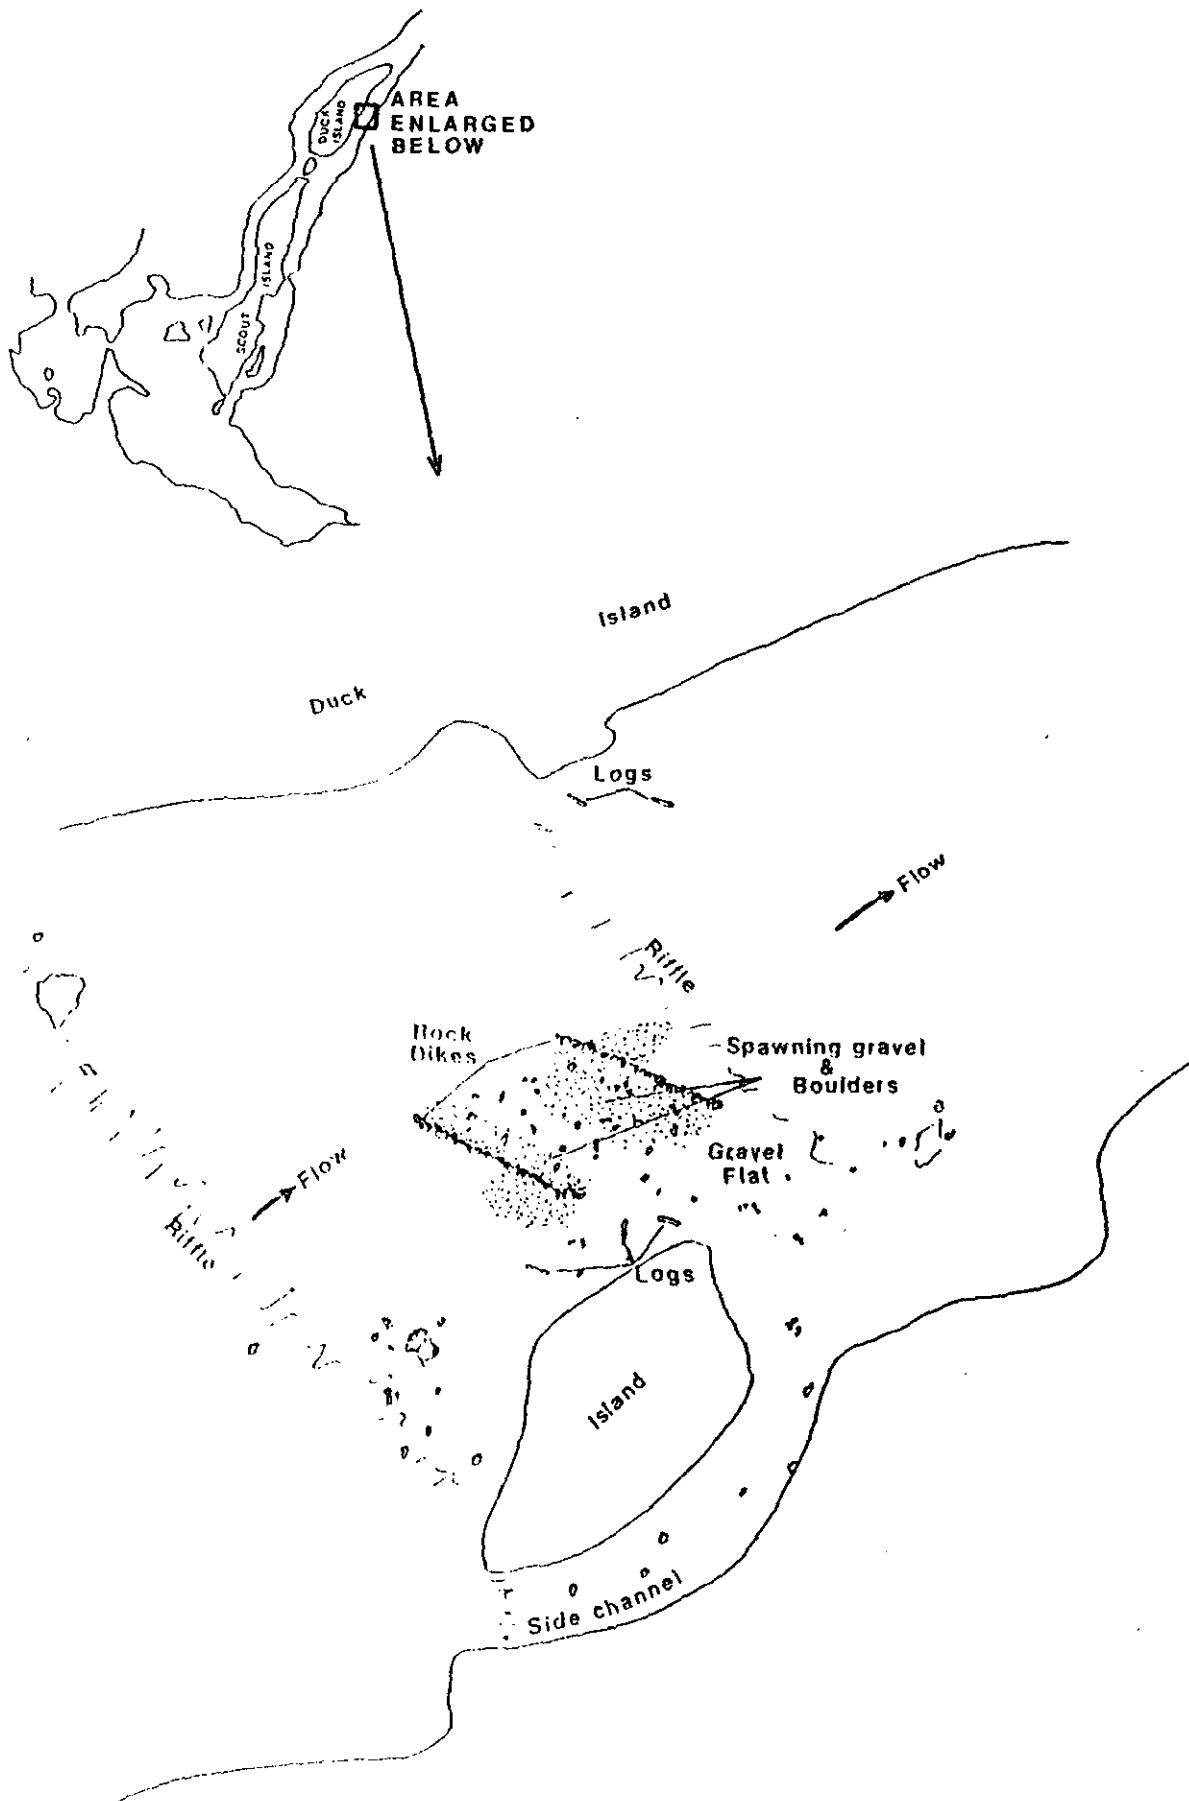 AREA
ENLARGED
BELOW
DUCK
ISLAND
ISLAND
SCOUT
Island
Duck
Logs
Flow
Riffle
Rock
Dikes
Spawning gravel
&
Boulders
Gravel
Flat
Flow
Riffle
Logs
Island
Side channel